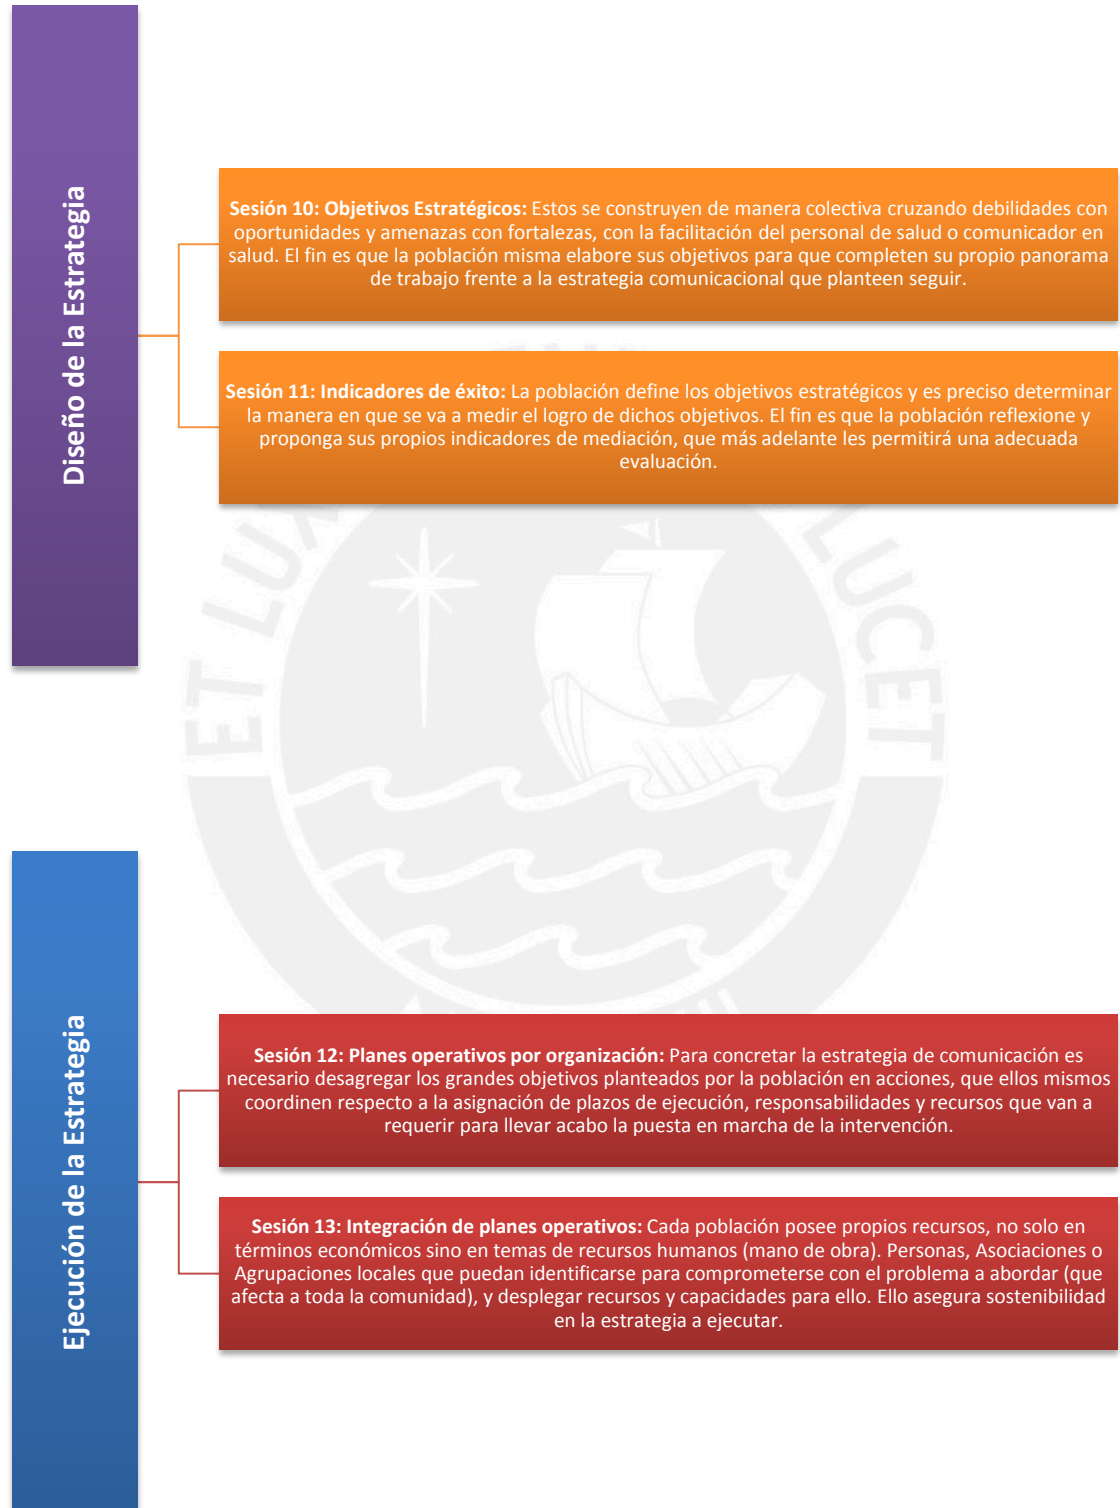 Diseño de la Estrategia
Sesión 10: Objetivos Estratégicos: Estos se construyen de manera colectiva cruzando debilidades con
oportunidades y amenazas con fortalezas, con la facilitación del personal de salud o comunicador en
salud. El fin es que la población misma elabore sus objetivos para que completen su propio panorama
de trabajo frente a la estrategia comunicacional que planteen seguir.
Sesión 11: Indicadores de éxito: La población define los objetivos estratégicos y es preciso determinar
la manera en que se va a medir el logro de dichos objetivos. El fin es que la población reflexione y
proponga sus propios indicadores de mediación, que más adelante les permitirá una adecuada
evaluación.
ET LUX
LUCET
Ejecución de la Estrategia
Sesión 12: Planes operativos por organización: Para concretar la estrategia de comunicación es
necesario desagregar los grandes objetivos planteados por la población en acciones, que ellos mismos
coordinen respecto a la asignación de plazos de ejecución, responsabilidades y recursos que van a
requerir para llevar acabo la puesta en marcha de la intervención.
Sesión 13: Integración de planes operativos: Cada población posee propios recursos, no solo en
términos económicos sino en temas de recursos humanos (mano de obra). Personas, Asociaciones o
Agrupaciones locales que puedan identificarse para comprometerse con el problema a abordar (que
afecta a toda la comunidad), y desplegar recursos y capacidades para ello. Ello asegura sostenibilidad
en la estrategia a ejecutar.